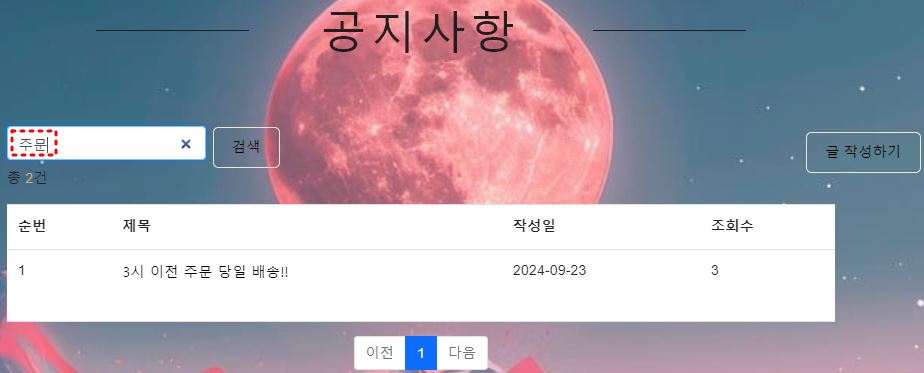 공지사항
주문 × 검색 글 작성하기
총 2건
순번 제목 작성일 조회수
1 3시 이전 주문 당일 배송!! 2024-09-23 3
이전 1 다음